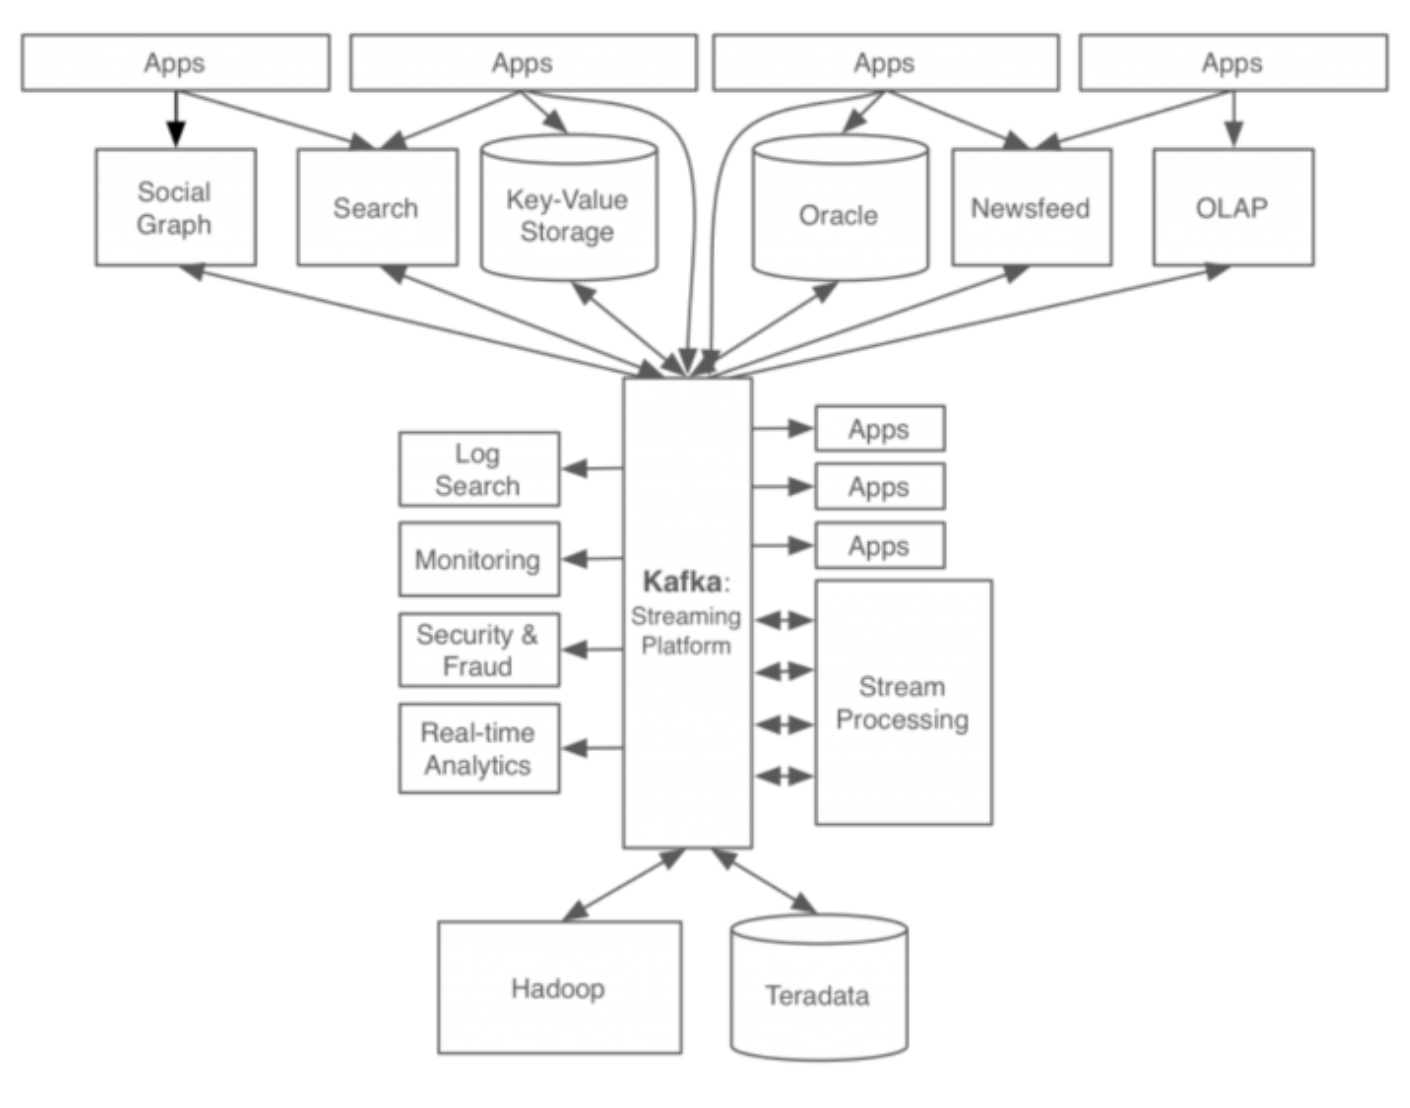 Apps
Apps
Apps
Apps
Social
Graph
Search
Key-Value
Storage
Oracle
Newsfeed
OLAP
Log
Search
Monitoring
Security &
Fraud
Real-time
Analytics
Kafka:
Streaming
Platform
Apps
Apps
Apps
Stream
Processing
Hadoop
Teradata